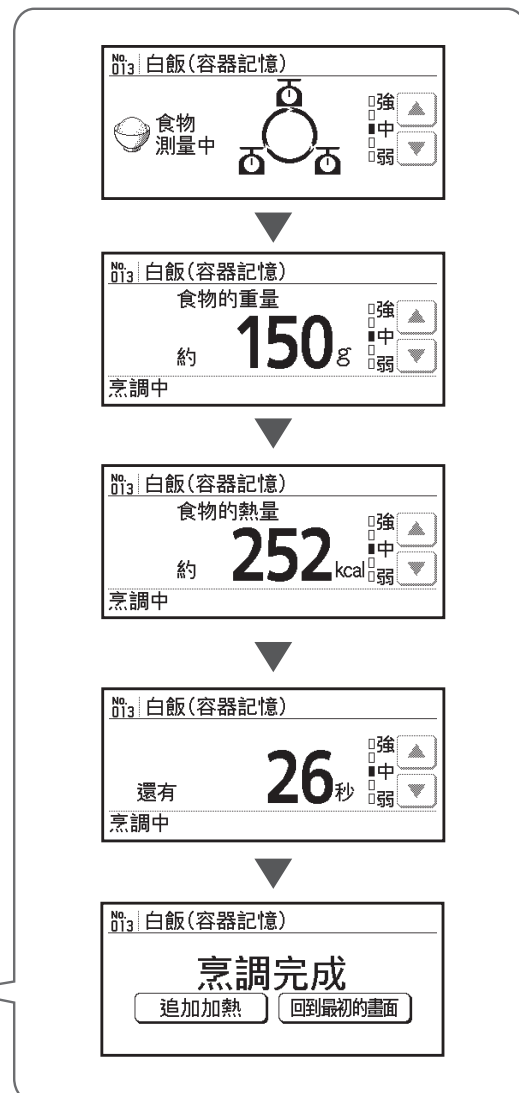 No.013 白飯(容器記憶)
食物
測量中
強
中
弱
No.013 白飯(容器記憶)
食物的重量
約 150g
強
中
弱
烹調中
No.013 白飯(容器記憶)
食物的熱量
約 252kcal
強
中
弱
烹調中
No.013 白飯(容器記憶)
還有 26秒
強
中
弱
烹調中
No.013 白飯(容器記憶)
烹調完成
追加加熱 回到最初的畫面